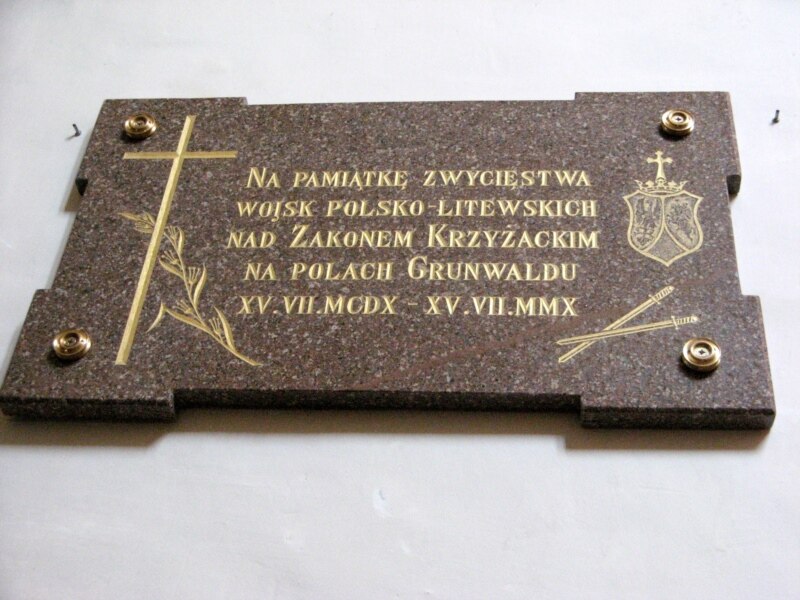 NA PAMIĄTKĘ ZWYCIĘSTWA
WOJSK POLSKO-LITEWSKICH
NAD ZAKONEM KRZYŻACKIM
NA POLACH GRUNWALDU
XV.VII.MCDX - XV.VII.MMX